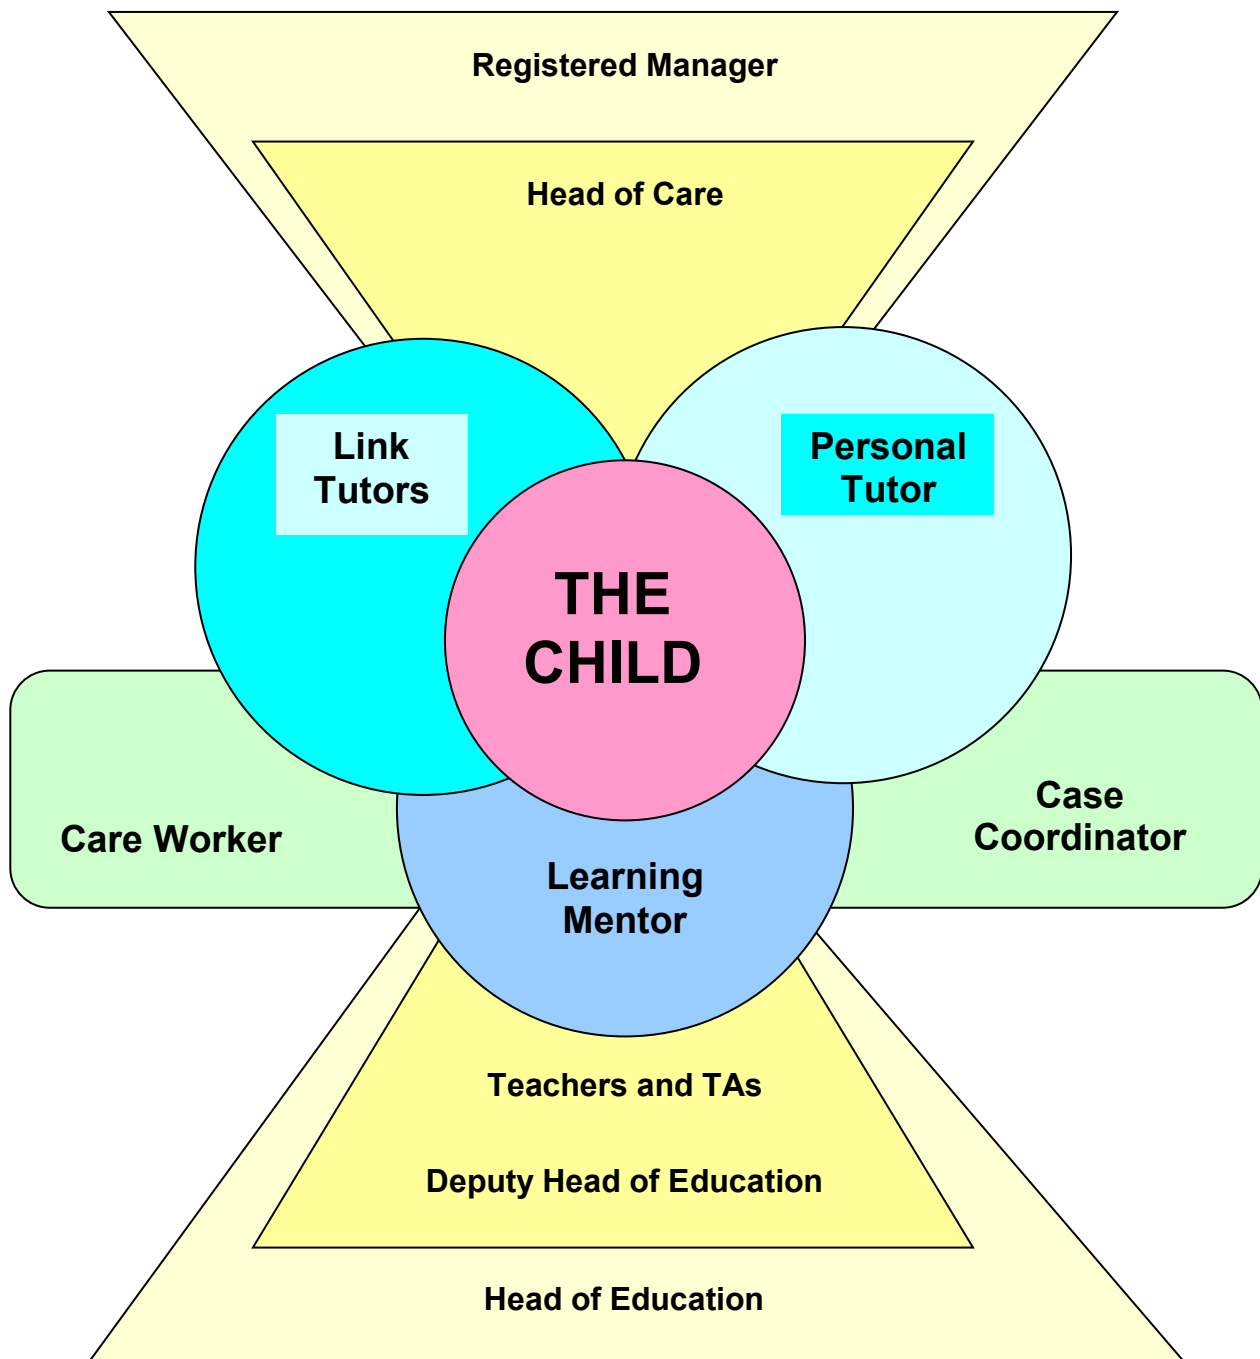 Registered Manager
Head of Care
Link
Tutors
Personal
Tutor
THE
CHILD
Care Worker
Case
Coordinator
Learning
Mentor
Teachers and TAs
Deputy Head of Education
Head of Education